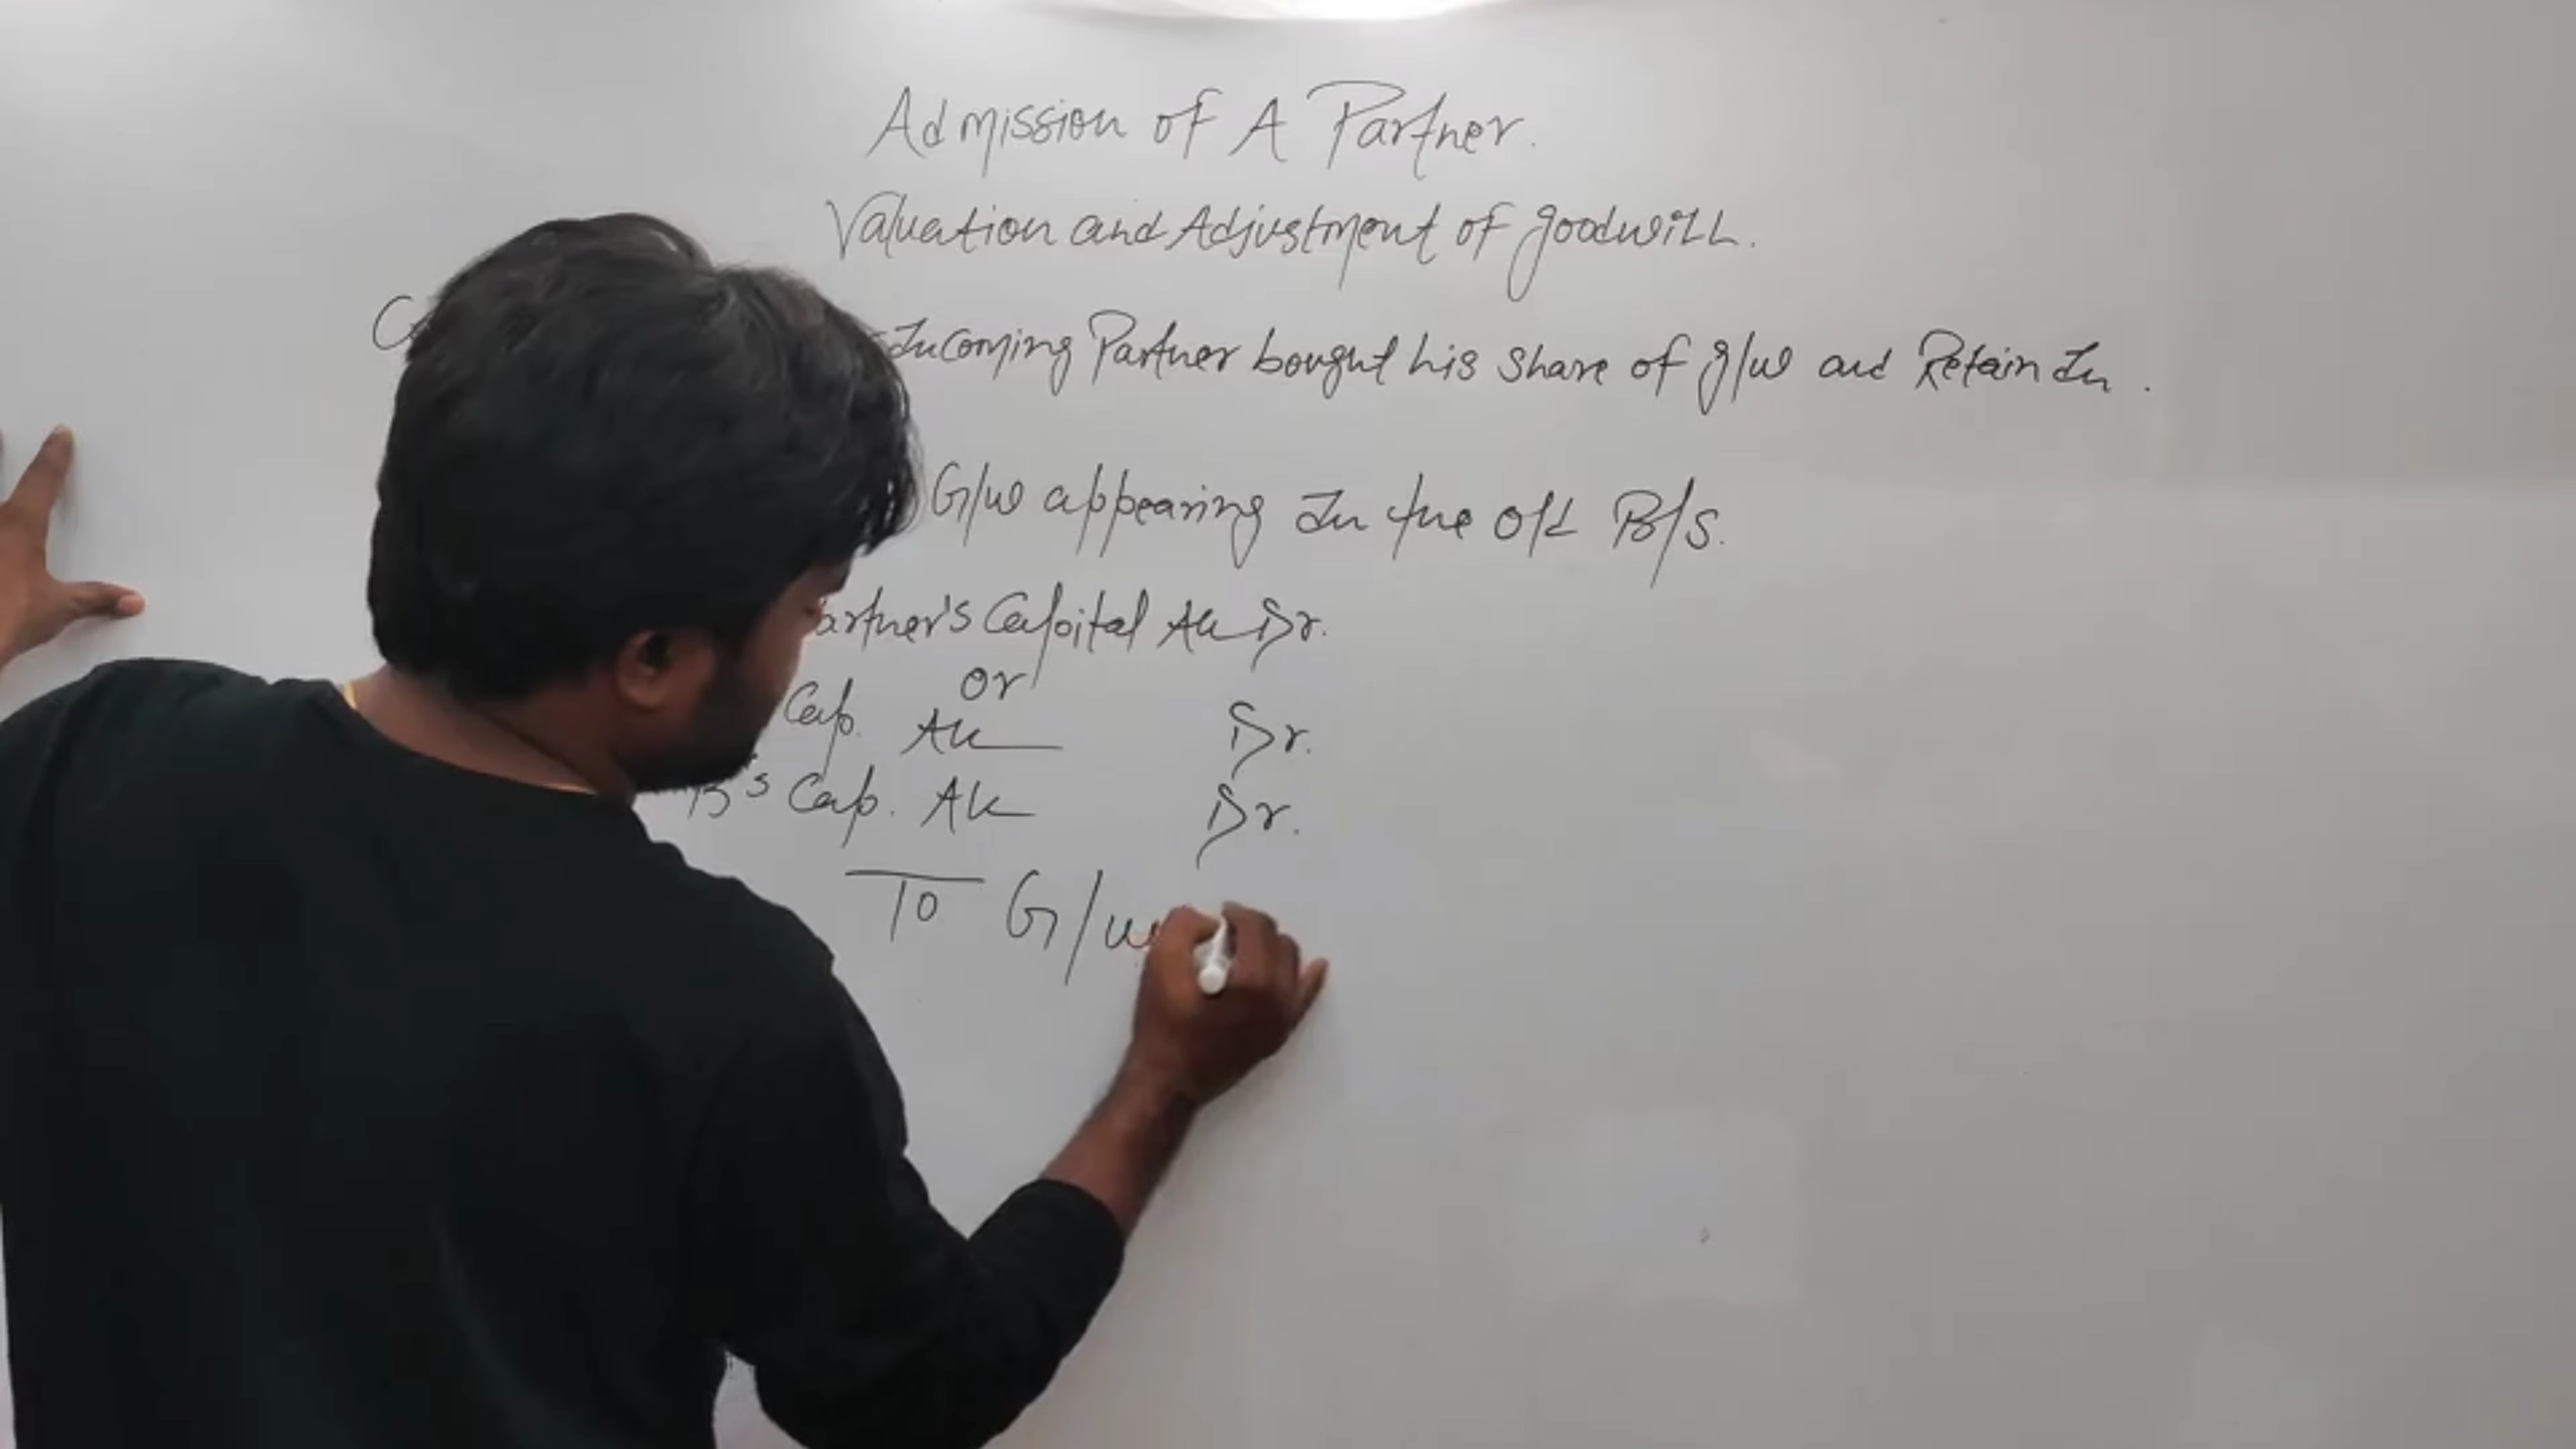 Admission of A Partner.
Valuation and Adjustment of goodwill.
Incoming Partner bought his share of g/w and Retain In.
G/w appearing In the old B/s.
artner's Capital A/c Dr.
or
Cap. A/c Dr.
B's Cap. A/c Dr.
To G/w